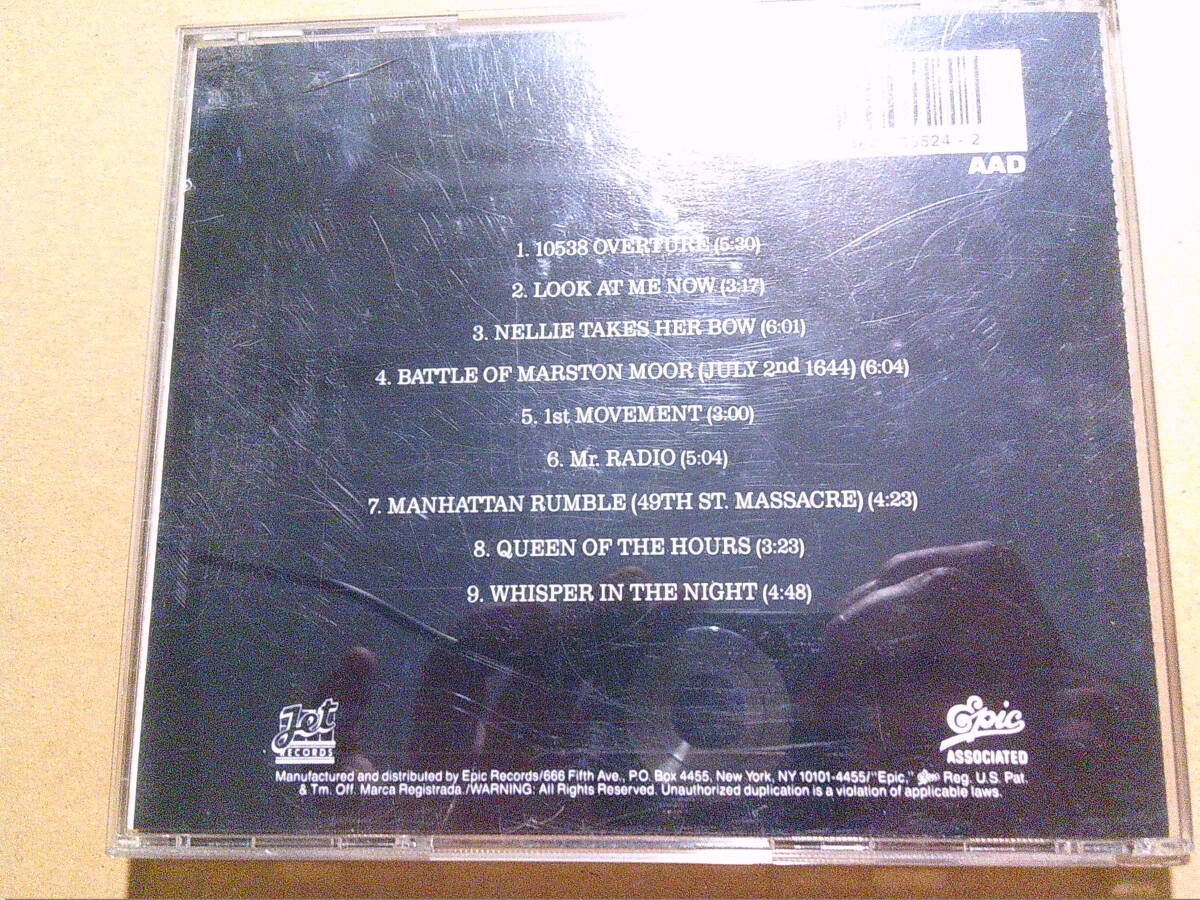 5524-2
AAD
1. 10538 OVERTURE (5:30)
2. LOOK AT ME NOW (3:17)
3. NELLIE TAKES HER BOW (6:01)
4. BATTLE OF MARSTON MOOR (JULY 2nd 1644) (6:04)
5. 1st MOVEMENT (3:00)
6. Mr. RADIO (5:04)
7. MANHATTAN RUMBLE (49TH ST. MASSACRE) (4:23)
8. QUEEN OF THE HOURS (3:23)
9. WHISPER IN THE NIGHT (4:48)
Jet
RECORDS
Epic
ASSOCIATED
Manufactured and distributed by Epic Records/666 Fifth Ave., P.O. Box 4455, New York, NY 10101-4455/"Epic," Reg. U.S. Pat.
& Tm. Off. Marca Registrada./WARNING: All Rights Reserved. Unauthorized duplication is a violation of applicable laws.